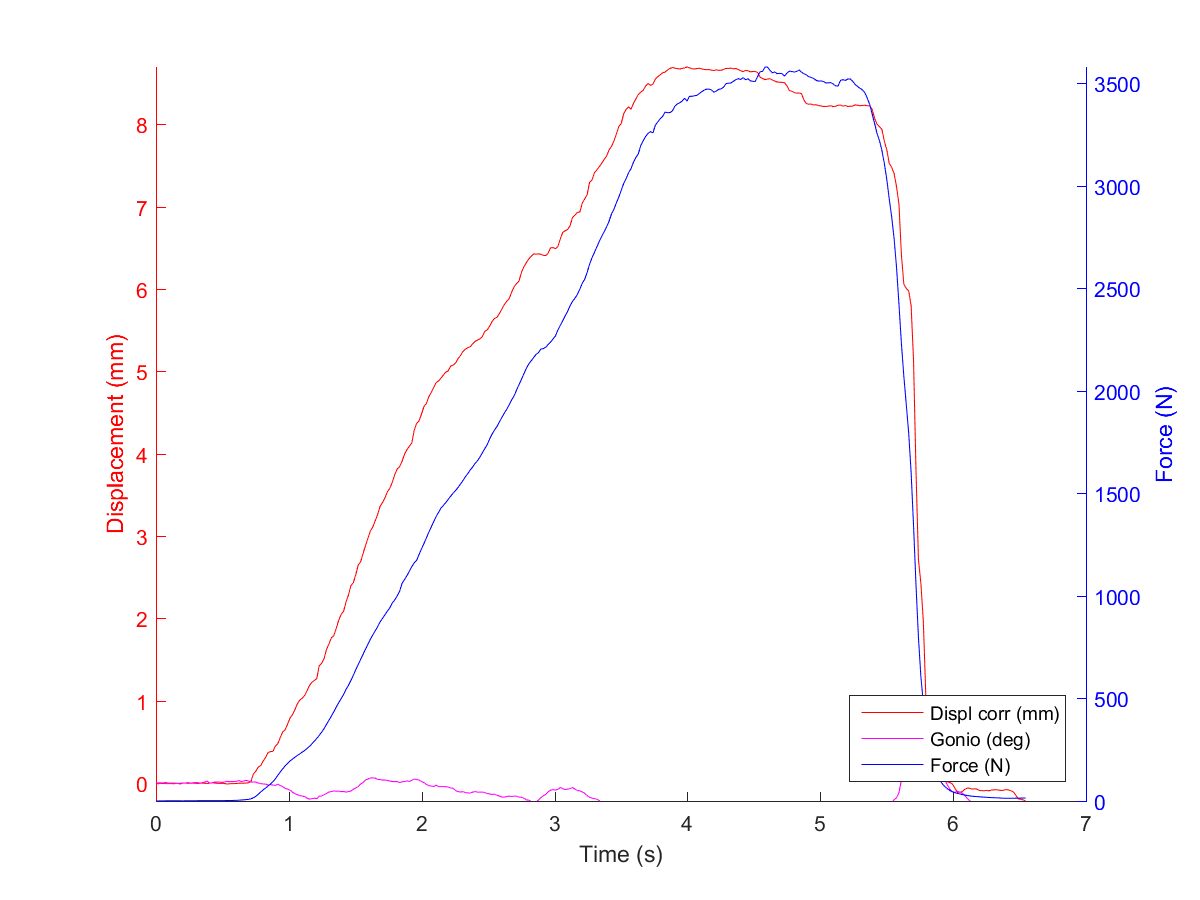 8
7
6
5
4
3
2
1
0
Displacement (mm)
3500
3000
2500
2000
1500
1000
500
0
Force (N)
Displ corr (mm)
Gonio (deg)
Force (N)
0 1 2 3 4 5 6 7
Time (s)